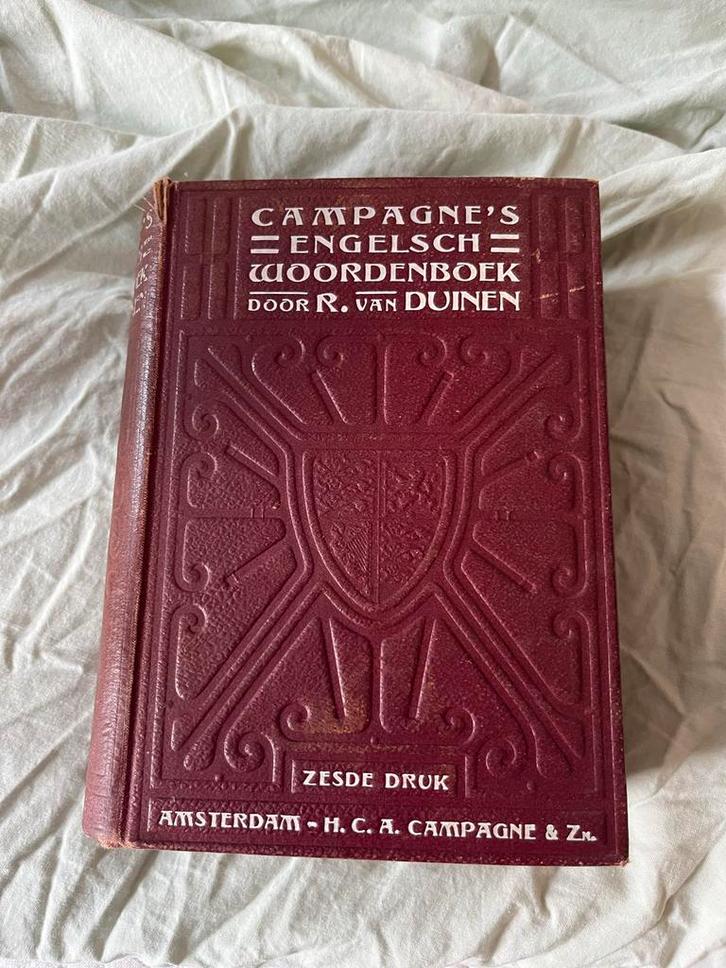 CAMPAGNE'S
ENGELSCH
WOORDENBOEK
DOOR R. VAN DUINEN
ZESDE DRUK
AMSTERDAM - H. C. A. CAMPAGNE & ZN.